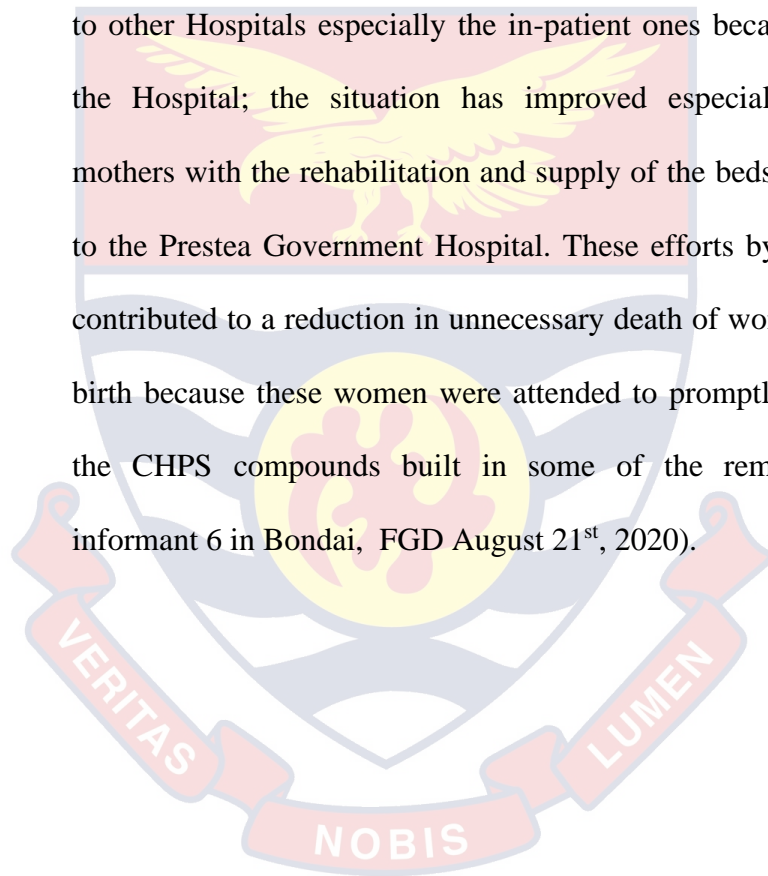 to other Hospitals especially the in-patient ones beca
the Hospital; the situation has improved especial
mothers with the rehabilitation and supply of the beds
to the Prestea Government Hospital. These efforts by
contributed to a reduction in unnecessary death of wo
birth because these women were attended to promptl
the CHPS compounds built in some of the rem
informant 6 in Bondai, FGD August 21st, 2020).
VERITAS
NOBIS
LUMEN